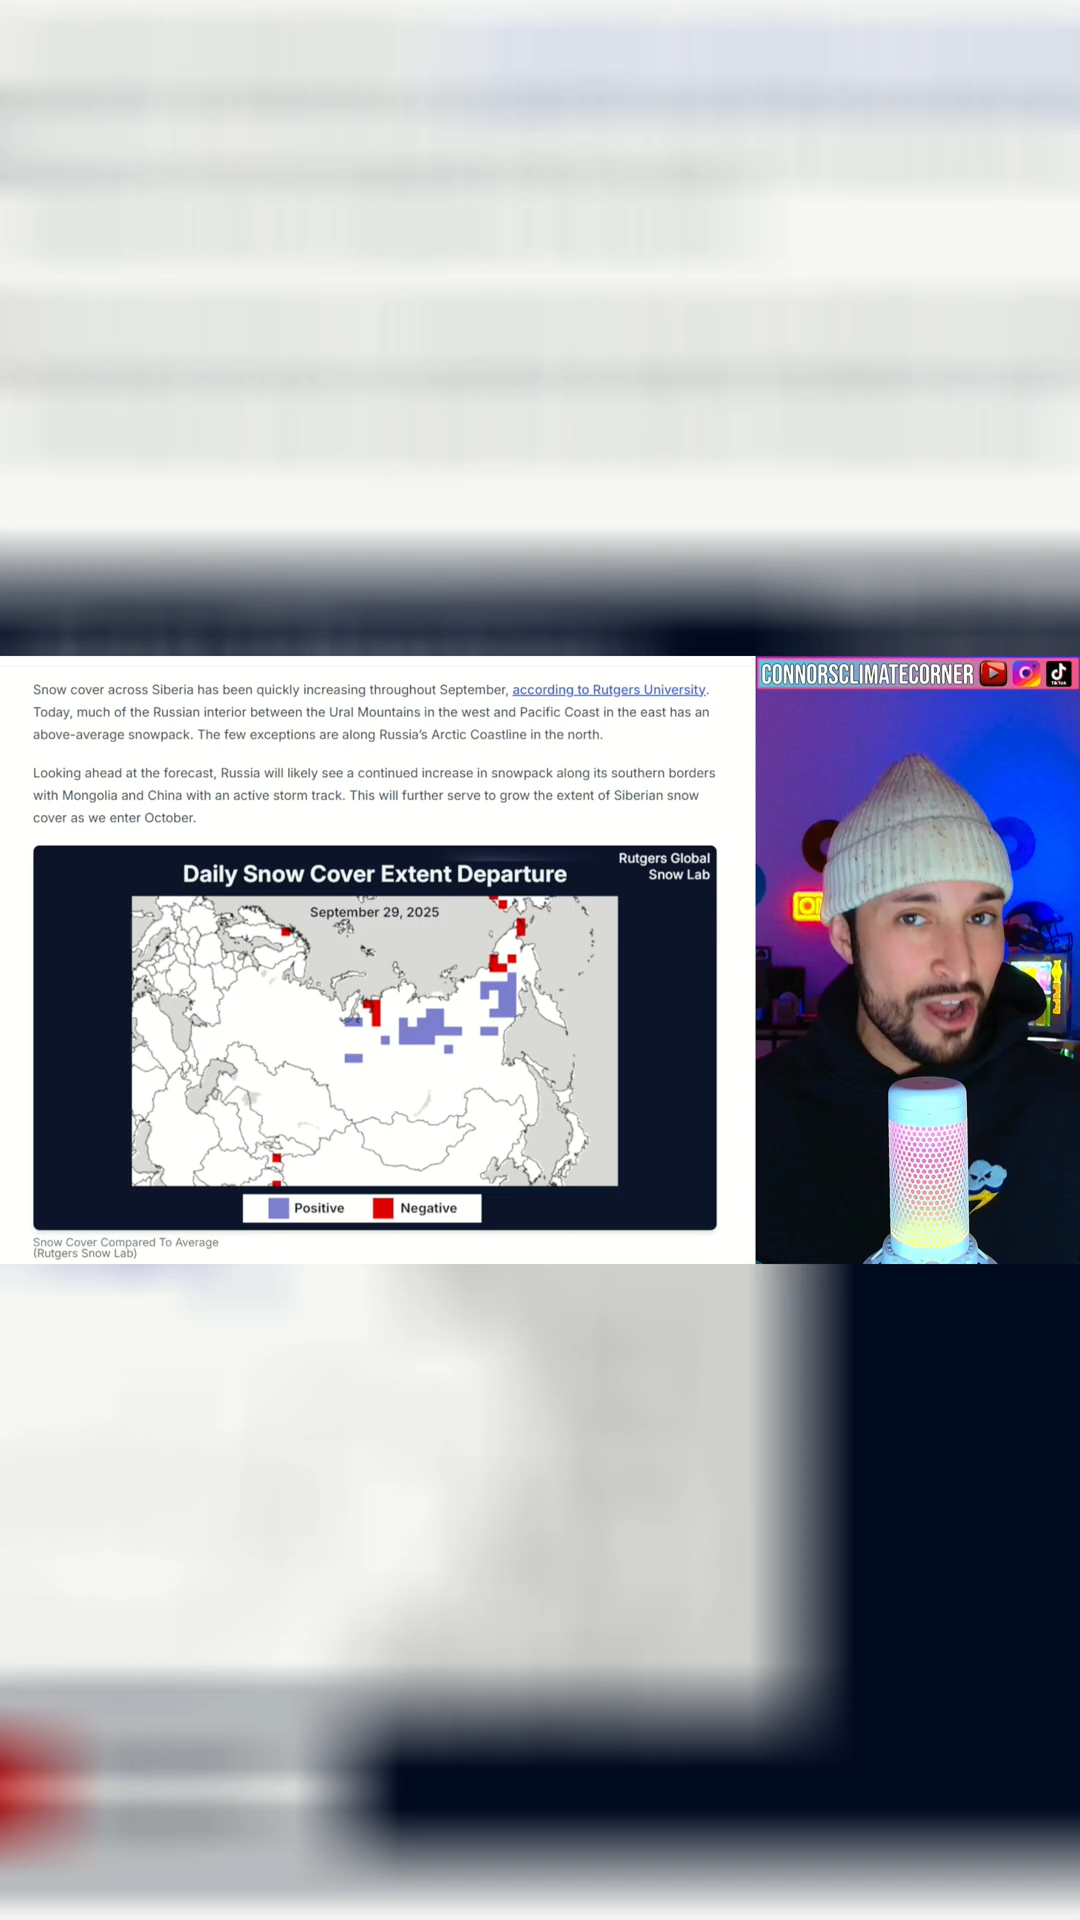 CONNORSCLIMATECORNER
TikTok
Snow cover across Siberia has been quickly increasing throughout September, according to Rutgers University.
Today, much of the Russian interior between the Ural Mountains in the west and Pacific Coast in the east has an
above-average snowpack. The few exceptions are along Russia's Arctic Coastline in the north.
Looking ahead at the forecast, Russia will likely see a continued increase in snowpack along its southern borders
with Mongolia and China with an active storm track. This will further serve to grow the extent of Siberian snow
cover as we enter October.
Rutgers Global
Snow Lab
Daily Snow Cover Extent Departure
September 29, 2025
Positive
Negative
Snow Cover Compared To Average
(Rutgers Snow Lab)